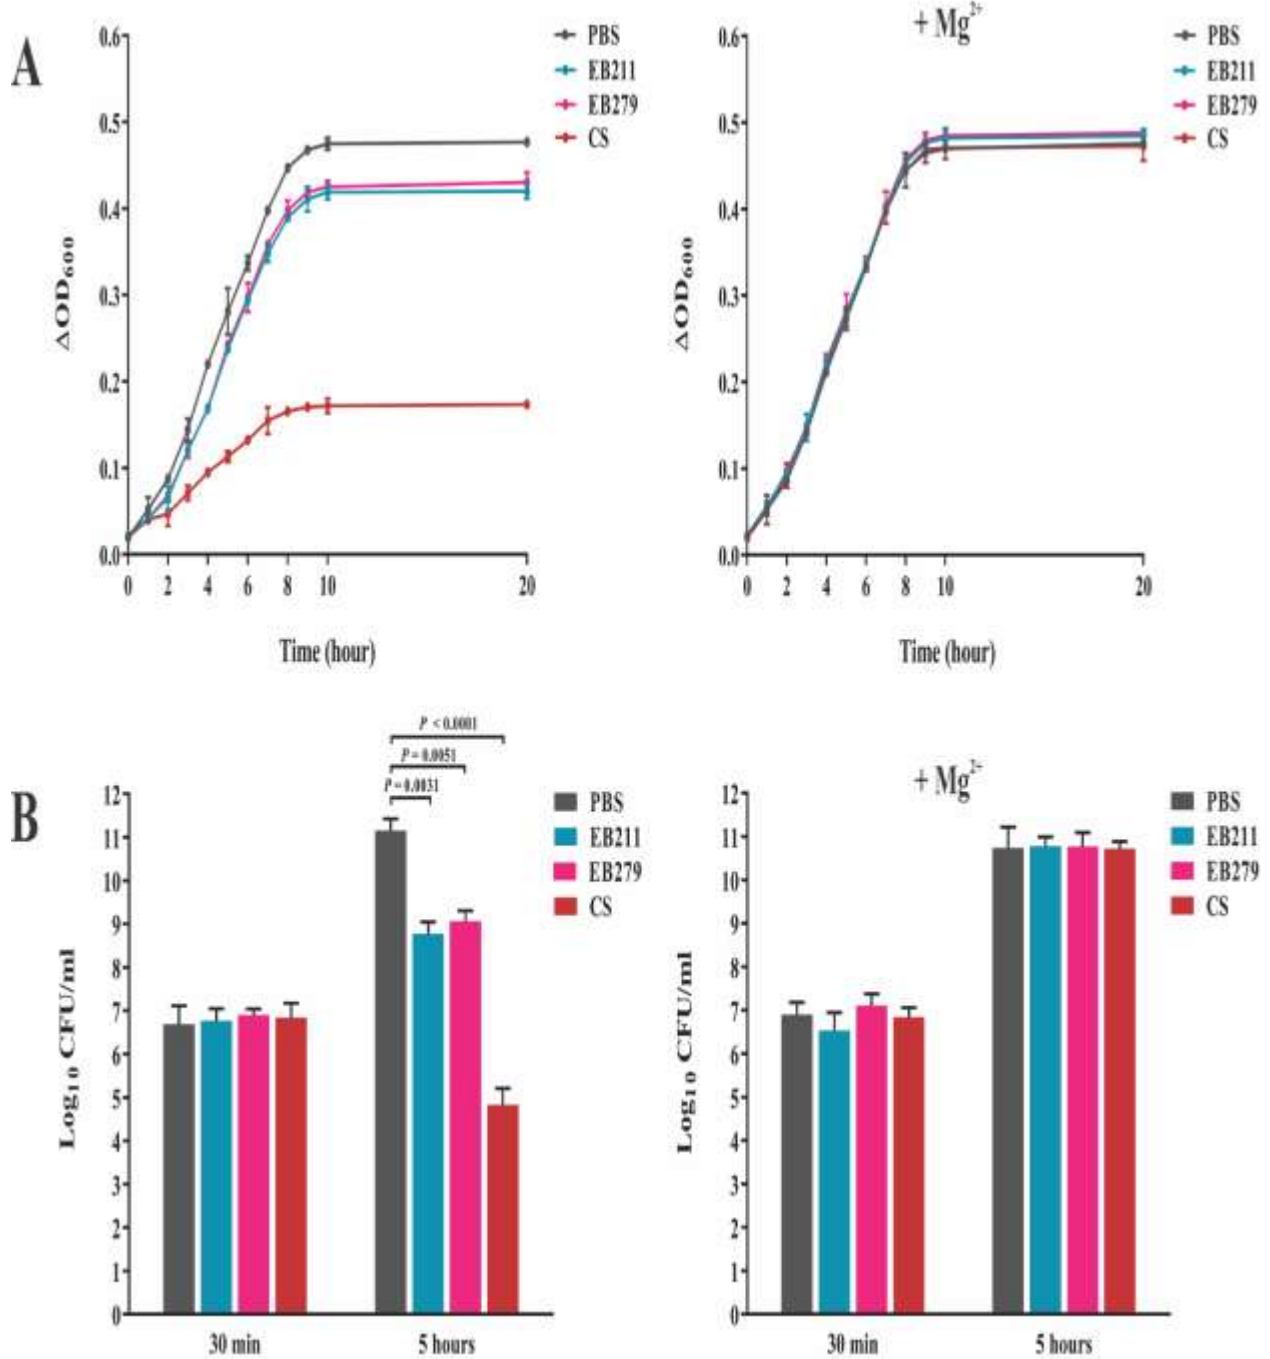 A
0.6
0.5
0.4
0.3
0.2
0.1
0.0
ΔOD600
0 2 4 6 8 10 20
Time (hour)
PBS
EB211
EB279
CS
+ Mg2+
0.6
0.5
0.4
0.3
0.2
0.1
0.0
ΔOD600
0 2 4 6 8 10 20
Time (hour)
PBS
EB211
EB279
CS
B
P < 0.0001
P = 0.0051
P = 0.0031
12
11
10
9
8
7
6
5
4
3
2
1
0
Log10 CFU/ml
30 min 5 hours
PBS
EB211
EB279
CS
+ Mg2+
12
11
10
9
8
7
6
5
4
3
2
1
0
Log10 CFU/ml
30 min 5 hours
PBS
EB211
EB279
CS